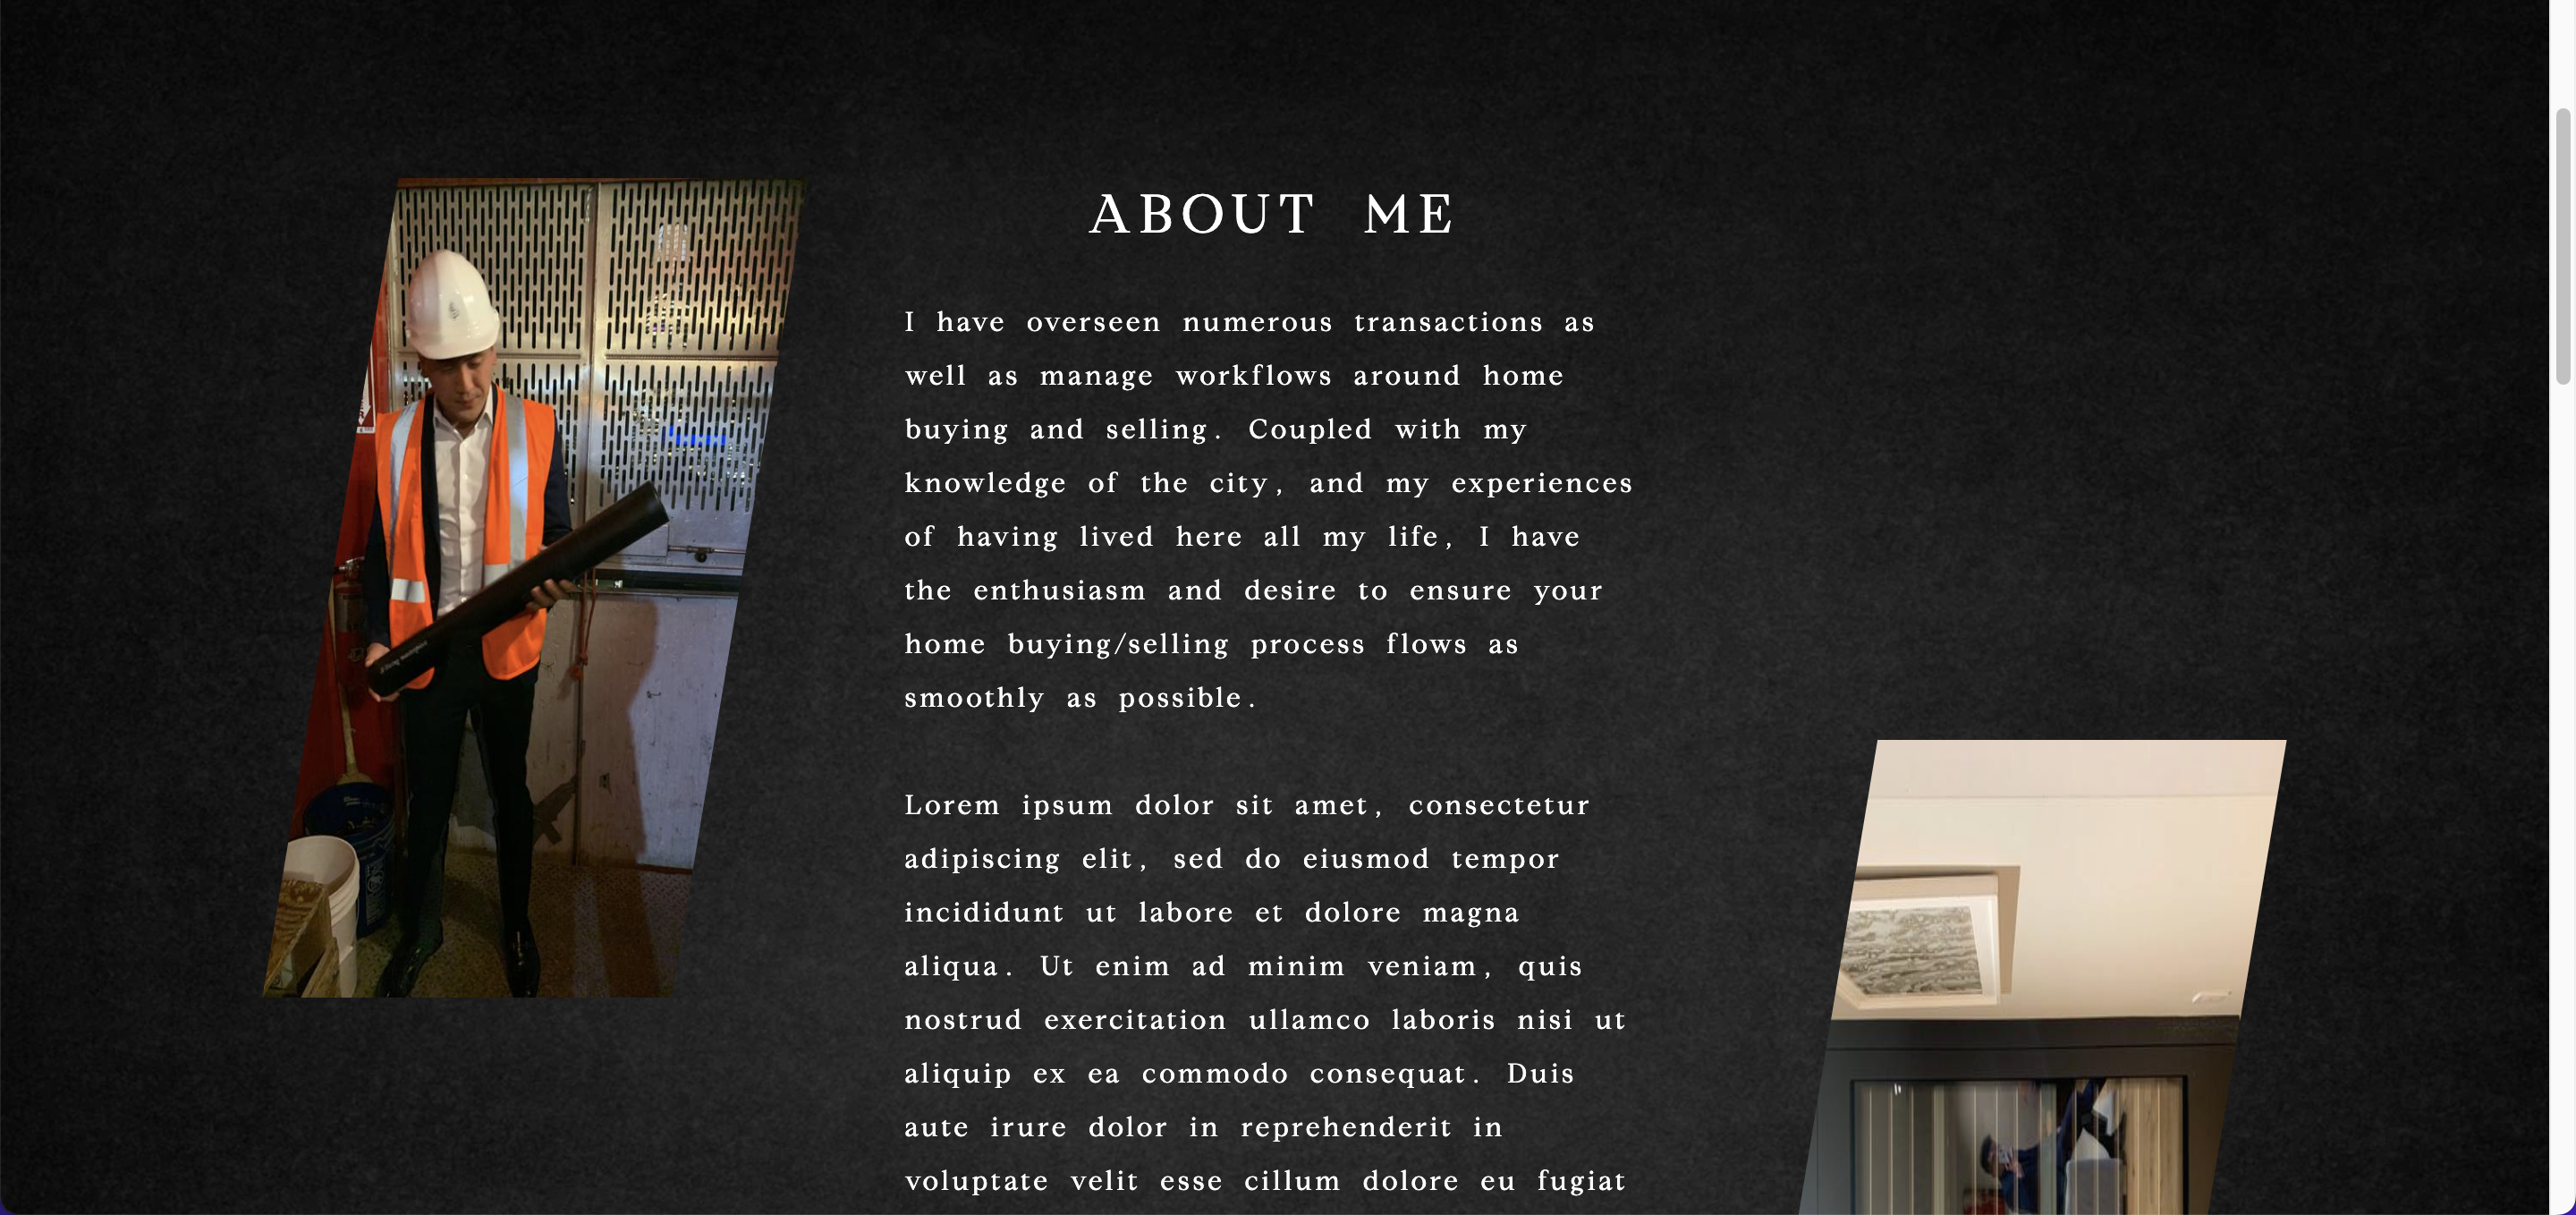 ABOUT ME
I have overseen numerous transactions as
well as manage workflows around home
buying and selling. Coupled with my
knowledge of the city, and my experiences
of having lived here all my life, I have
the enthusiasm and desire to ensure your
home buying/selling process flows as
smoothly as possible.
Lorem ipsum dolor sit amet, consectetur
adipiscing elit, sed do eiusmod tempor
incididunt ut labore et dolore magna
aliqua. Ut enim ad minim veniam, quis
nostrud exercitation ullamco laboris nisi ut
aliquip ex ea commodo consequat. Duis
aute irure dolor in reprehenderit in
voluptate velit esse cillum dolore eu fugiat